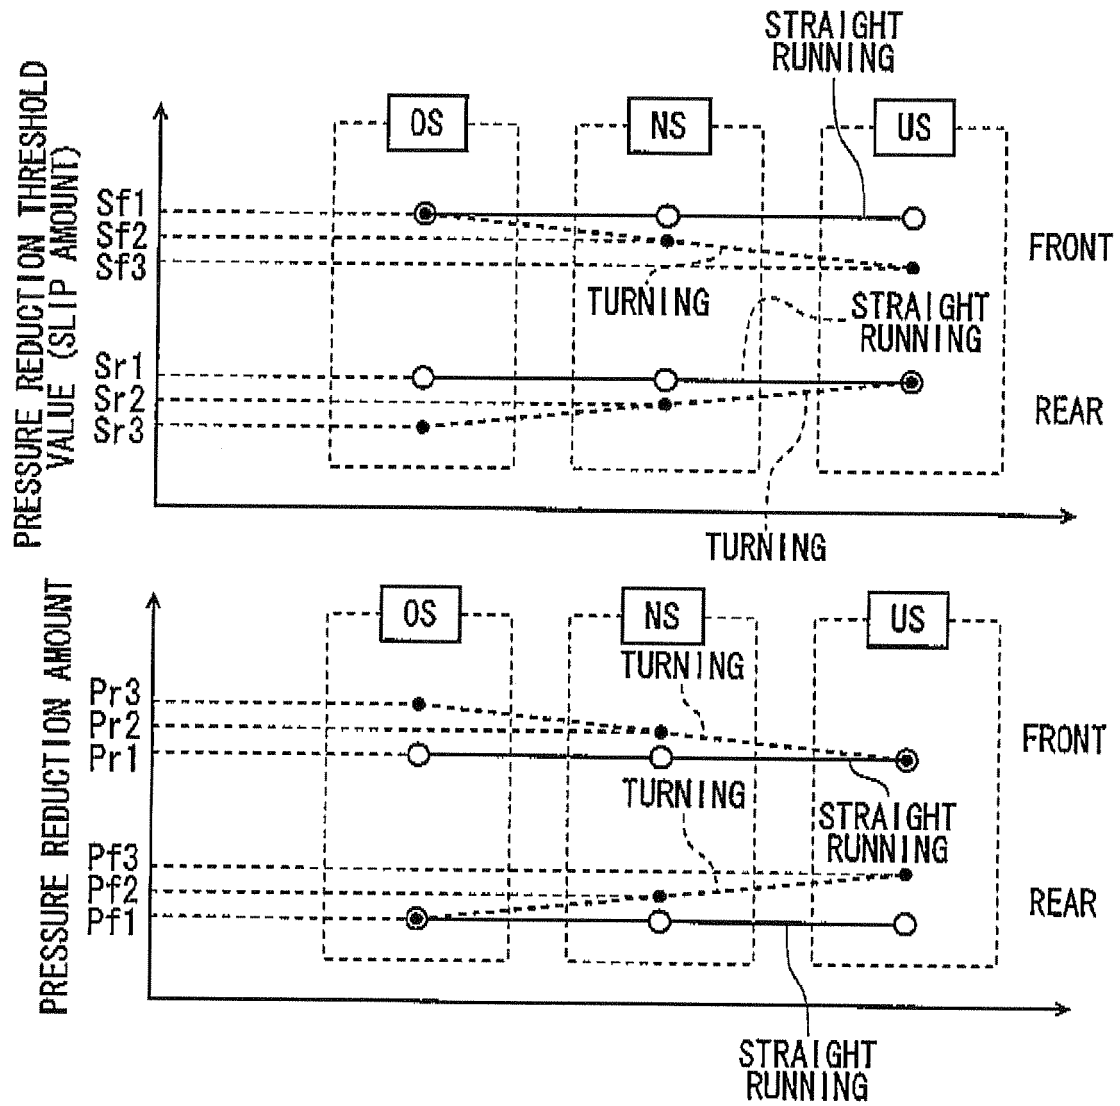 STRAIGHT
RUNNING
PRESSURE REDUCTION THRESHOLD
VALUE (SLIP AMOUNT)
OS
NS
US
Sf1
Sf2
Sf3
FRONT
TURNING
STRAIGHT
RUNNING
Sr1
Sr2
Sr3
REAR
TURNING
PRESSURE REDUCTION AMOUNT
OS
NS
US
TURNING
Pr3
Pr2
Pr1
FRONT
TURNING
STRAIGHT
RUNNING
Pf3
Pf2
Pf1
REAR
STRAIGHT
RUNNING